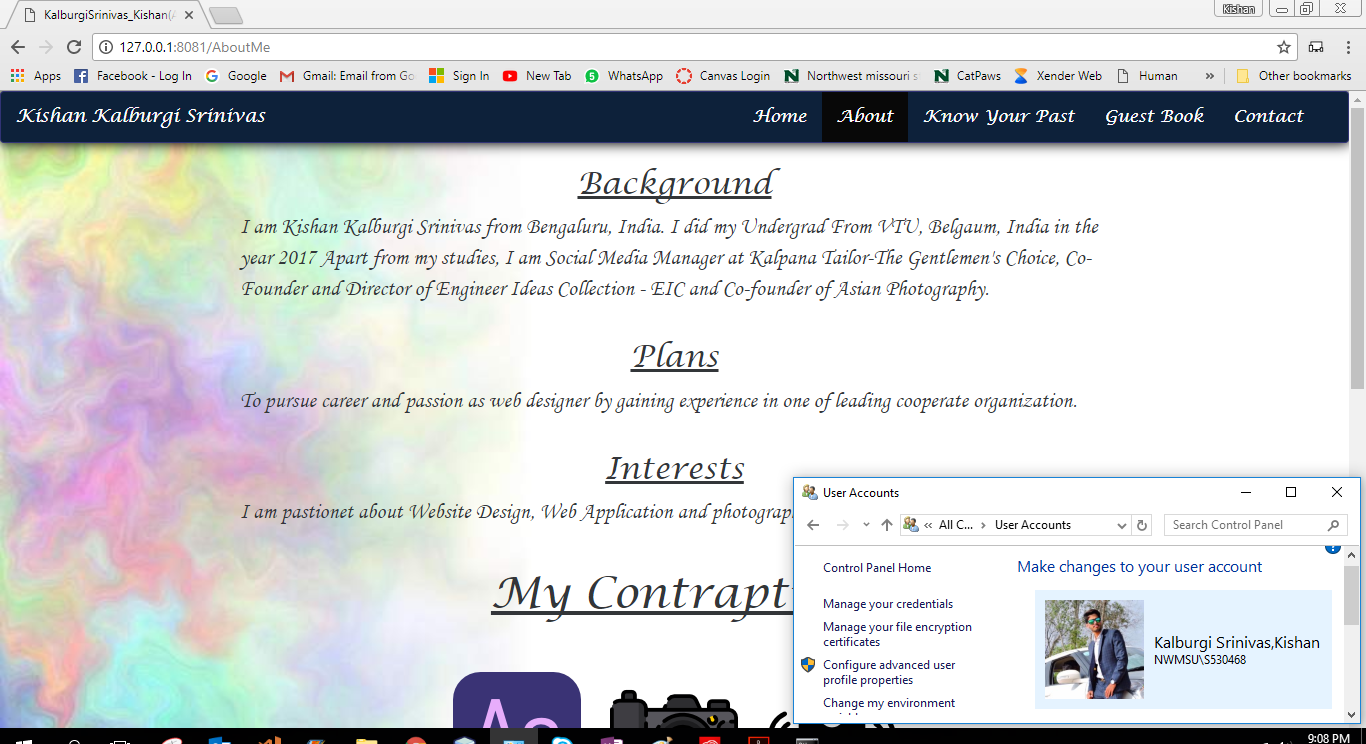 KalburgiSrinivas_Kishan(A
Kishan
127.0.0.1:8081/AboutMe
Apps Facebook - Log In Google Gmail: Email from Go Sign In New Tab WhatsApp Canvas Login Northwest missouri s CatPaws Xender Web Human » Other bookmarks
Kishan Kalburgi Srinivas Home About Know Your Past Guest Book Contact
Background
I am Kishan Kalburgi Srinivas from Bengaluru, India. I did my Undergrad From VTU, Belgaum, India in the
year 2017 Apart from my studies, I am Social Media Manager at Kalpana Tailor-The Gentlemen's Choice, Co-
Founder and Director of Engineer Ideas Collection - EIC and Co-founder of Asian Photography.
Plans
To pursue career and passion as web designer by gaining experience in one of leading cooperate organization.
Interests
I am pastionet about Website Design, Web Application and photograp
My Contrapt
Ae
User Accounts
« All C... › User Accounts
Search Control Panel
Control Panel Home
Manage your credentials
Manage your file encryption
certificates
Configure advanced user
profile properties
Change my environment
Make changes to your user account
Kalburgi Srinivas,Kishan
NWMSU\S530468
9:08 PM